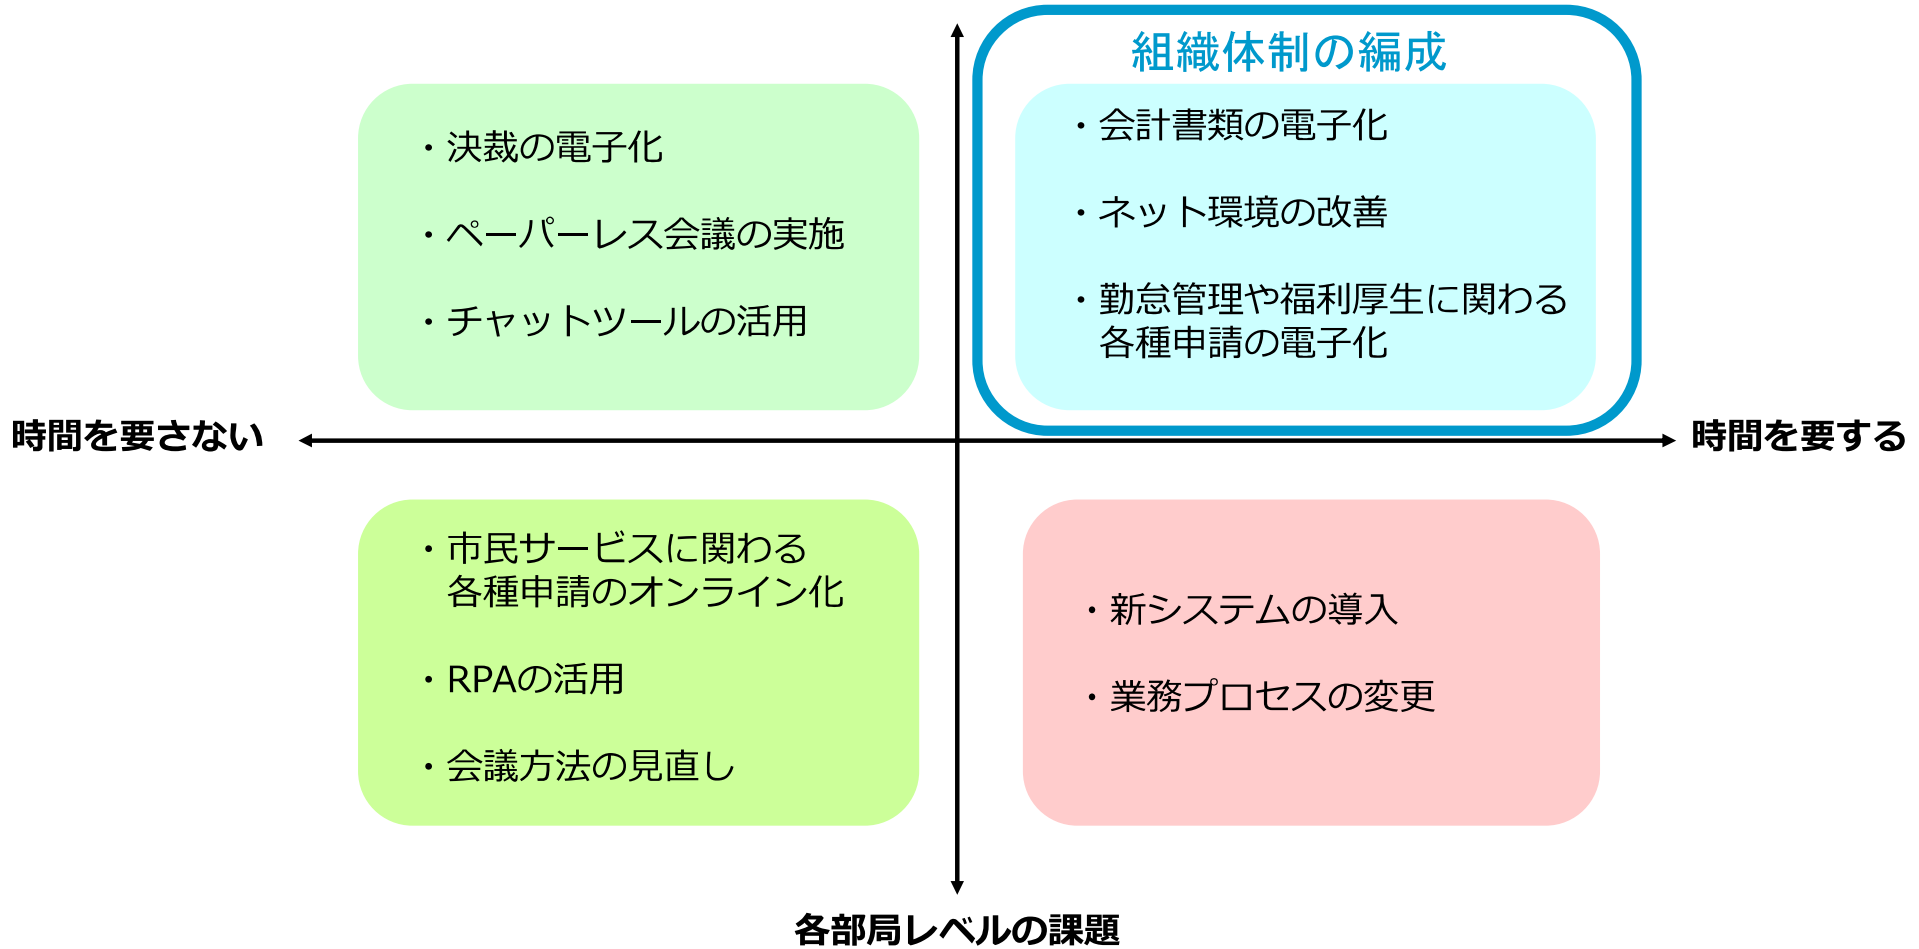 組織体制の編成
・決裁の電子化
・ペーパーレス会議の実施
・チャットツールの活用
・会計書類の電子化
・ネット環境の改善
・勤怠管理や福利厚生に関わる
各種申請の電子化
時間を要さない
時間を要する
・市民サービスに関わる
各種申請のオンライン化
・RPAの活用
・会議方法の見直し
・新システムの導入
・業務プロセスの変更
各部局レベルの課題